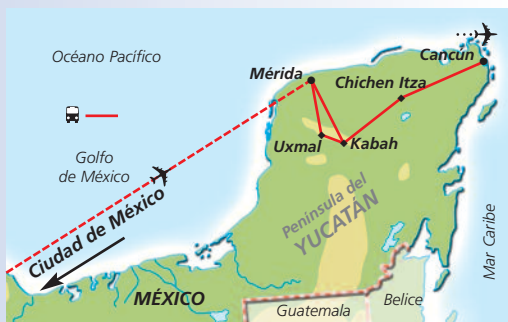 Océano Pacífico
Cancún
Mérida
Chichen Itza
Uxmal
Kabah
Golfo
de México
Ciudad de México
Península del
YUCATÁN
Mar Caribe
MÉXICO
Guatemala
Belice